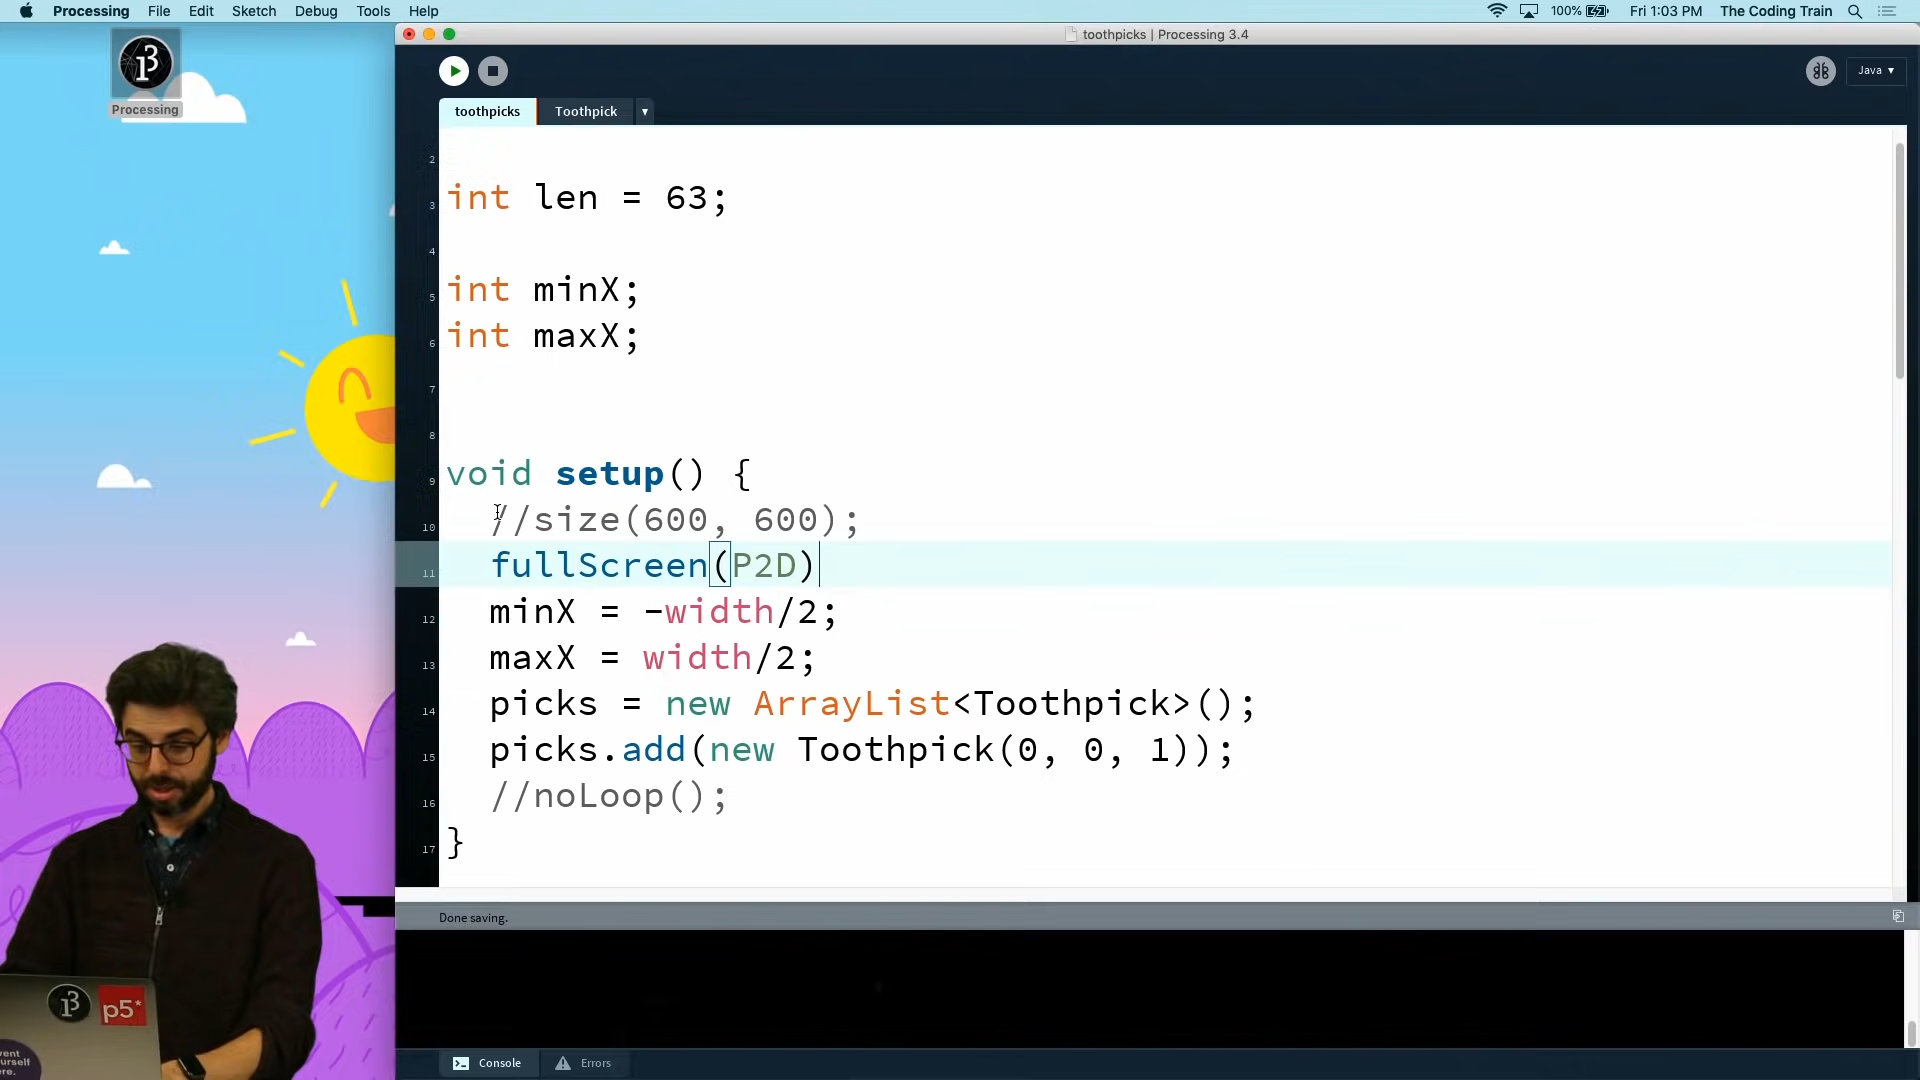 Processing File Edit Sketch Debug Tools Help 100% Fri 1:03 PM The Coding Train
toothpicks | Processing 3.4
Processing
Java ▾
toothpicks Toothpick ▾
2
3 int len = 63;
4
5 int minX;
6 int maxX;
7
8
9 void setup() {
10 //size(600, 600);
11 fullScreen(P2D)
12 minX = -width/2;
13 maxX = width/2;
14 picks = new ArrayList<Toothpick>();
15 picks.add(new Toothpick(0, 0, 1));
16 //noLoop();
17 }
Done saving.
p5*
Console Errors